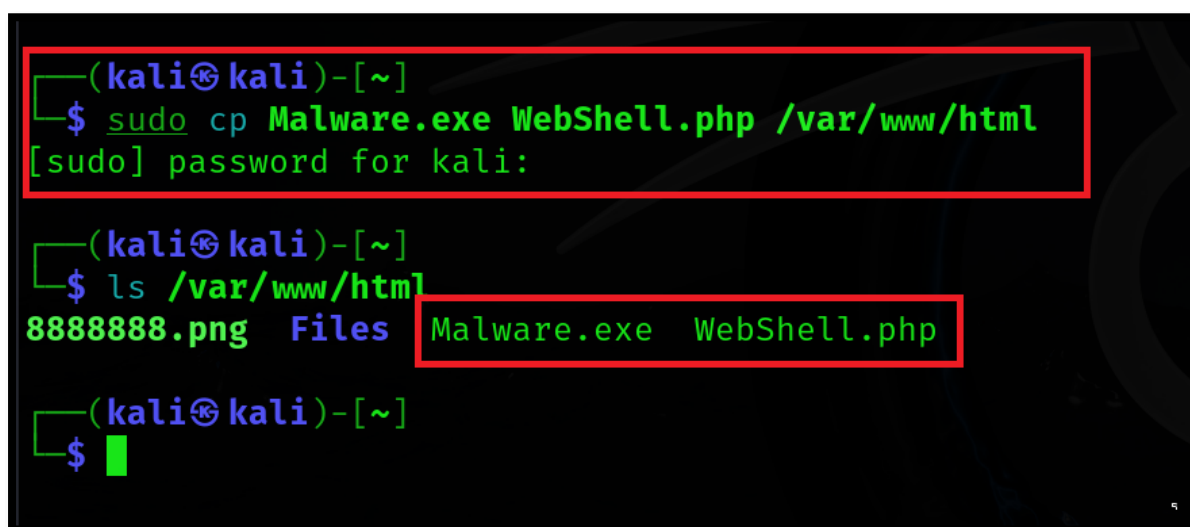 ┌──(kali㉿kali)-[~]
└─$ sudo cp Malware.exe WebShell.php /var/www/html
[sudo] password for kali:
┌──(kali㉿kali)-[~]
└─$ ls /var/www/html
8888888.png Files Malware.exe WebShell.php
┌──(kali㉿kali)-[~]
└─$
5